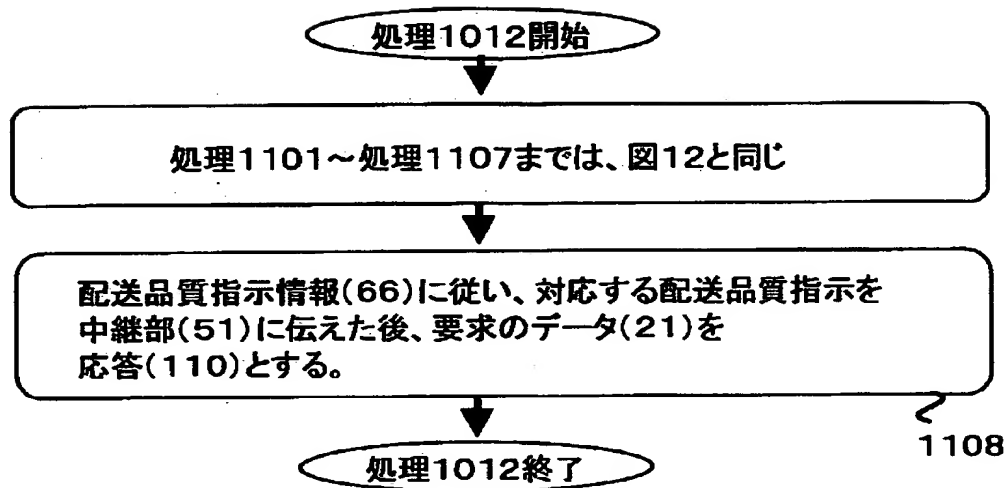 処理1012開始
処理1101~処理1107までは、図12と同じ
配送品質指示情報(66)に従い、対応する配送品質指示を
中継部(51)に伝えた後、要求のデータ(21)を
応答(110)とする。
1108
処理1012終了